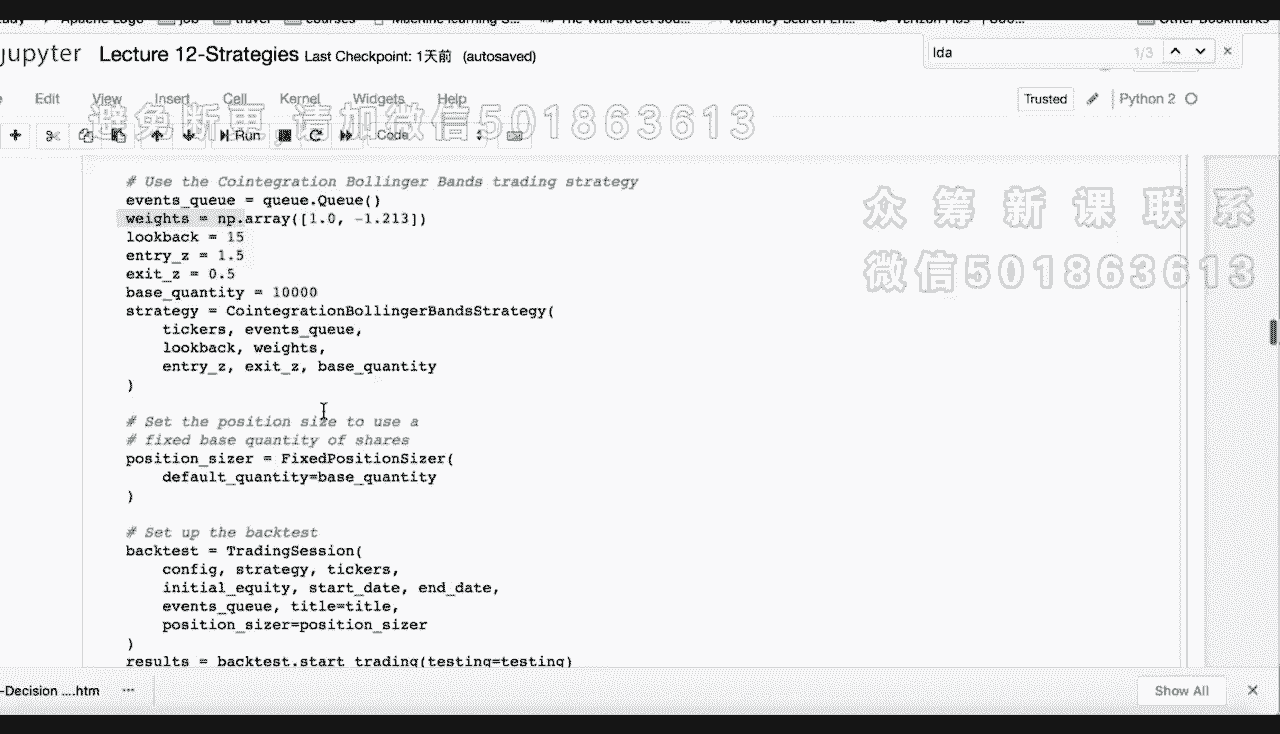 Apache Logo job travel courses Machine learning S... The Wall Street Jou... Vacancy Search En... Verizon Plus Other Bookmarks
jupyter Lecture 12-Strategies Last Checkpoint: 1天前 (autosaved)
lda 1/3
Edit View Insert Cell Kernel Widgets Help
Trusted Python 2
避免断更,请加微信501863613
Run Code
# Use the Cointegration Bollinger Bands trading strategy
events_queue = queue.Queue()
weights = np.array([1.0, -1.213])
lookback = 15
entry_z = 1.5
exit_z = 0.5
base_quantity = 10000
strategy = CointegrationBollingerBandsStrategy(
tickers, events_queue,
lookback, weights,
entry_z, exit_z, base_quantity
)
众筹新课联系
微信501863613
# Set the position size to use a
# fixed base quantity of shares
position_sizer = FixedPositionSizer(
default_quantity=base_quantity
)
# Set up the backtest
backtest = TradingSession(
config, strategy, tickers,
initial_equity, start_date, end_date,
events_queue, title=title,
position_sizer=position_sizer
)
results = backtest.start_trading(testing=testing)
-Decision ....htm
Show All